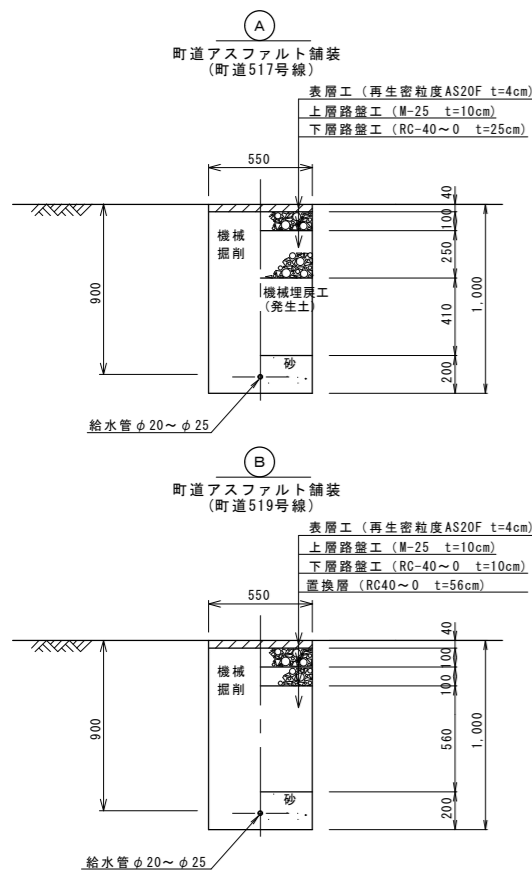 A
町道アスファルト舗装
(町道517号線)
表層工 (再生密粒度AS20F t=4cm)
上層路盤工 (M-25 t=10cm)
下層路盤工 (RC-40～0 t=25cm)
550
40
100
250
410
200
1,000
900
機械
掘削
機械埋戻工
(発生土)
砂
給水管φ20～φ25
B
町道アスファルト舗装
(町道519号線)
表層工 (再生密粒度AS20F t=4cm)
上層路盤工 (M-25 t=10cm)
下層路盤工 (RC-40～0 t=10cm)
置換層 (RC40～0 t=56cm)
550
40
100
100
560
200
1,000
900
機械
掘削
砂
給水管φ20～φ25